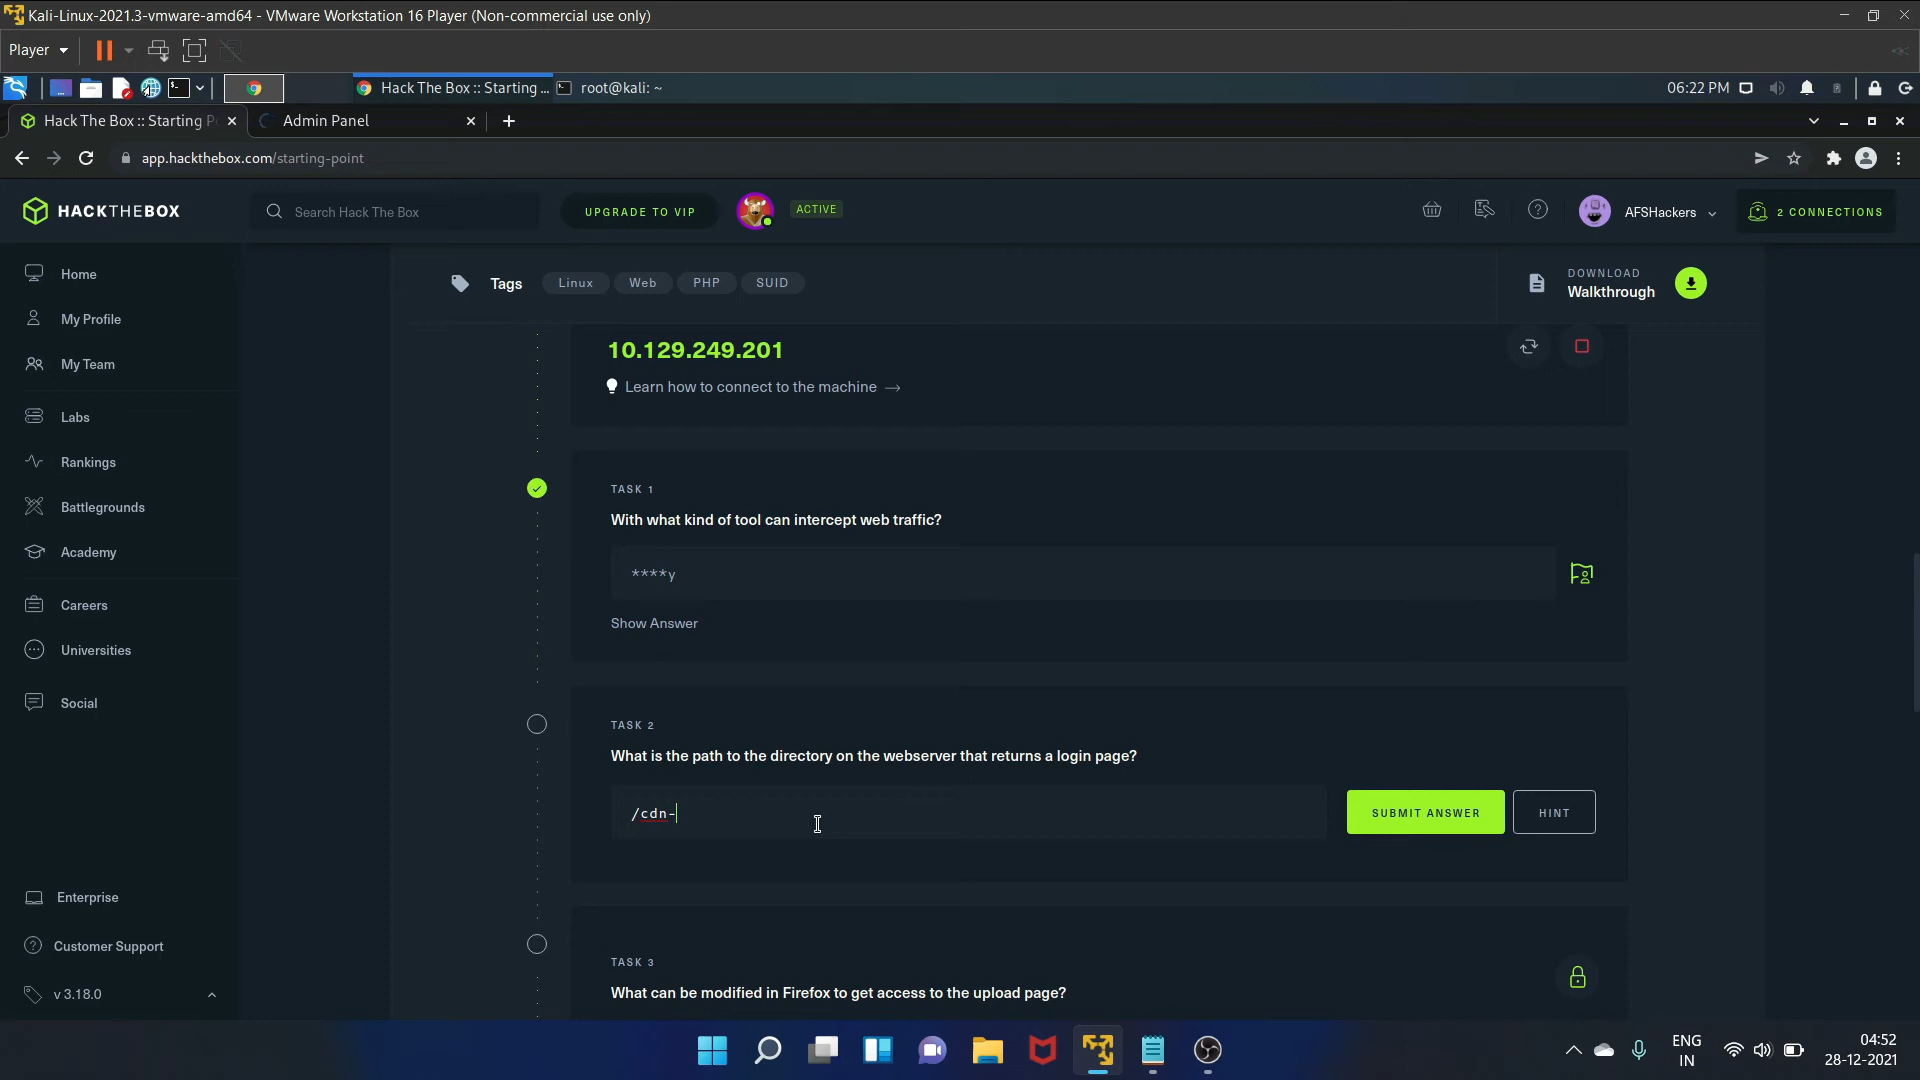 Kali-Linux-2021.3-vmware-amd64 - VMware Workstation 16 Player (Non-commercial use only)
Player
Hack The Box :: Starting ...
root@kali: ~
06:22 PM
Hack The Box :: Starting P
Admin Panel
app.hackthebox.com/starting-point
HACKTHEBOX
Search Hack The Box
UPGRADE TO VIP
ACTIVE
AFSHackers
2 CONNECTIONS
Home
My Profile
My Team
Labs
Rankings
Battlegrounds
Academy
Careers
Universities
Social
Enterprise
Customer Support
v 3.18.0
Tags
Linux
Web
PHP
SUID
DOWNLOAD
Walkthrough
10.129.249.201
Learn how to connect to the machine →
TASK 1
With what kind of tool can intercept web traffic?
****y
Show Answer
TASK 2
What is the path to the directory on the webserver that returns a login page?
/cdn-
SUBMIT ANSWER
HINT
TASK 3
What can be modified in Firefox to get access to the upload page?
ENG
IN
04:52
28-12-2021